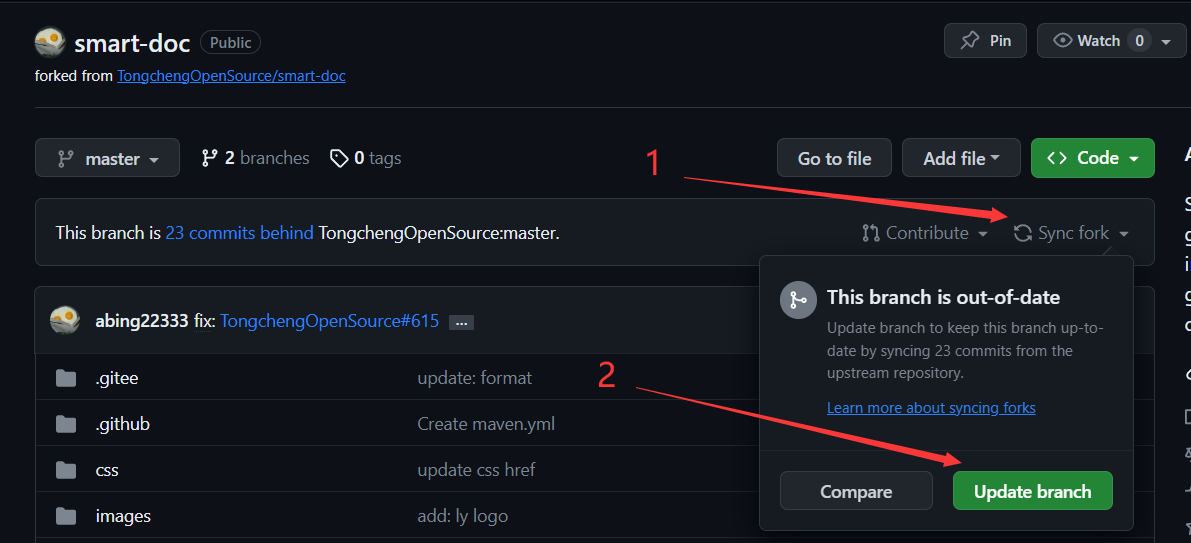 smart-doc Public Pin Watch 0
forked from TongchengOpenSource/smart-doc
master 2 branches 0 tags Go to file Add file <> Code
1
This branch is 23 commits behind TongchengOpenSource:master. Contribute Sync fork
abing22333 fix: TongchengOpenSource#615 ...
This branch is out-of-date
Update branch to keep this branch up-to-
date by syncing 23 commits from the
upstream repository.
Learn more about syncing forks
2
Compare Update branch
.gitee update: format
.github Create maven.yml
css update css href
images add: ly logo